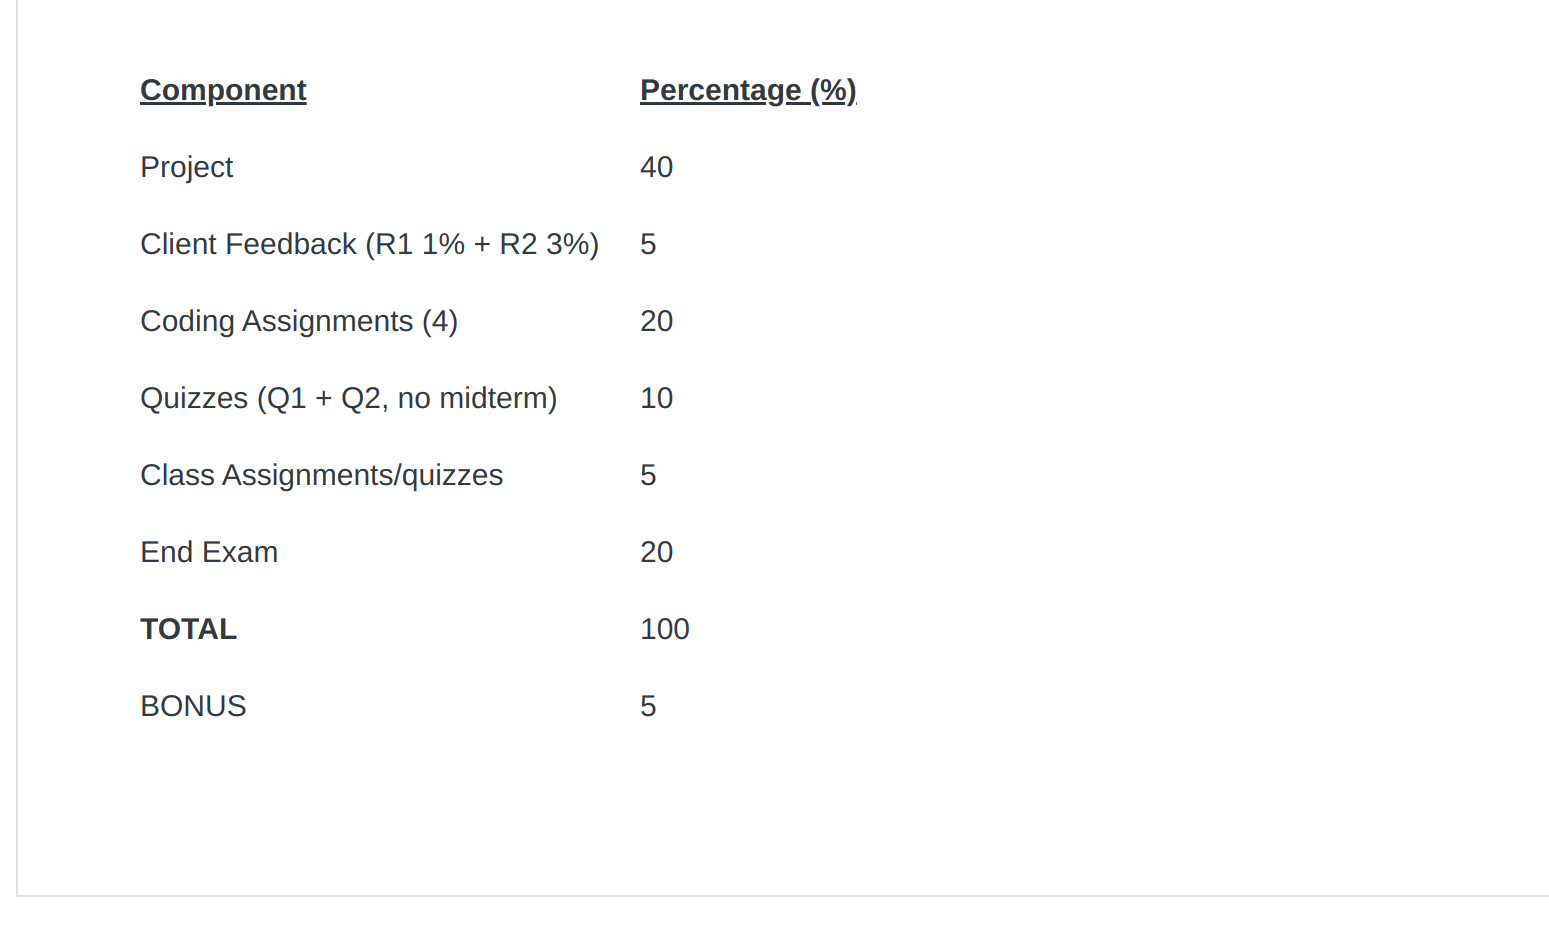 Component Percentage (%)
Project 40
Client Feedback (R1 1% + R2 3%) 5
Coding Assignments (4) 20
Quizzes (Q1 + Q2, no midterm) 10
Class Assignments/quizzes 5
End Exam 20
TOTAL 100
BONUS 5